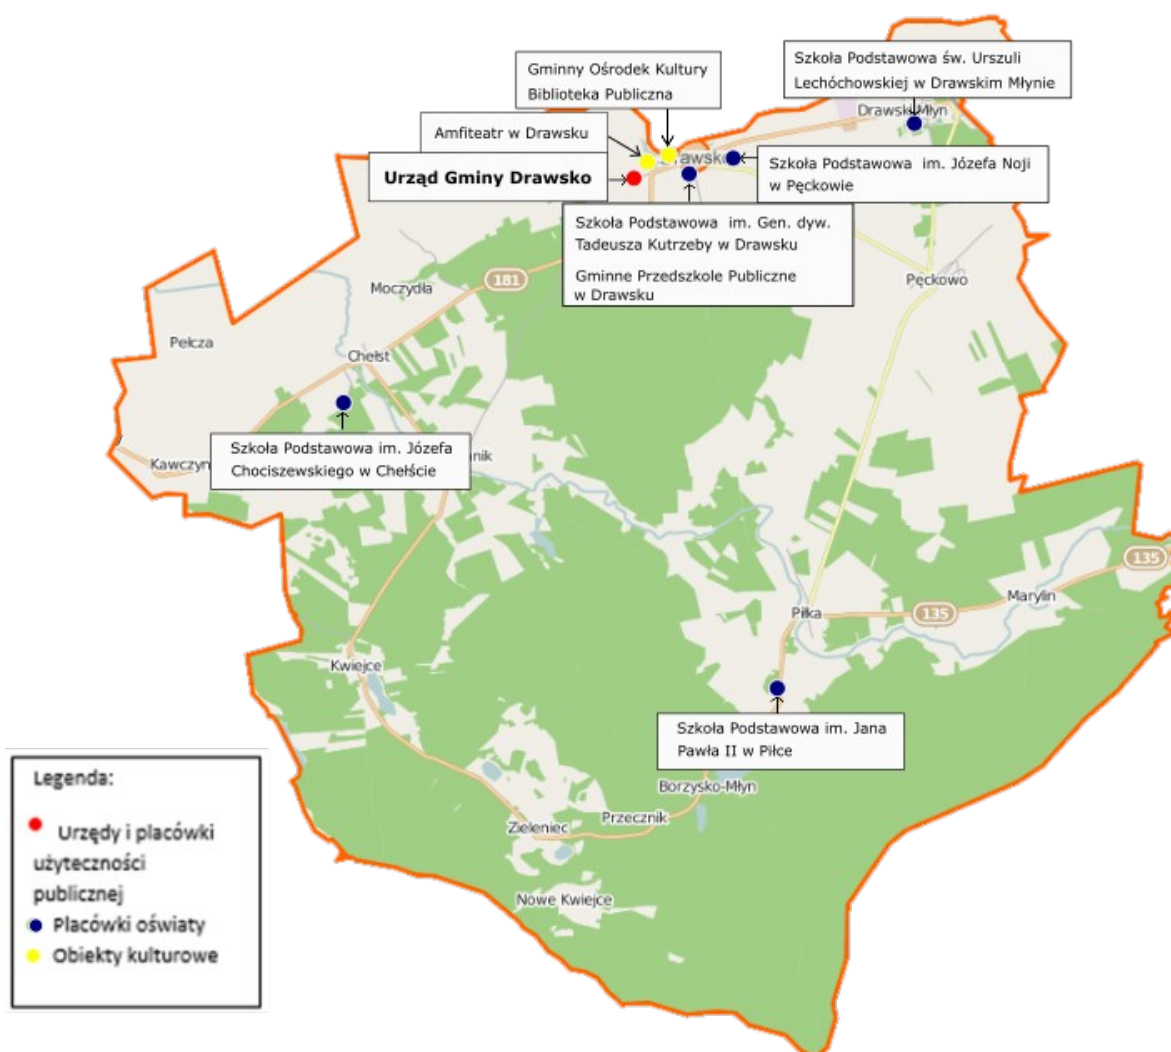 Szkoła Podstawowa św. Urszuli
Lechóchowskiej w Drawskim Młynie
Gminny Ośrodek Kultury
Biblioteka Publiczna
Drawski Młyn
Amfiteatr w Drawsku
Urząd Gminy Drawsko
Szkoła Podstawowa im. Józefa Noji
w Pęckowie
Szkoła Podstawowa im. Gen. dyw.
Tadeusza Kutrzeby w Drawsku
Gminne Przedszkole Publiczne
w Drawsku
181
Moczydła
Pęckowo
Pełcza
Chełst
Szkoła Podstawowa im. Józefa
Chociszewskiego w Chełście
Kawczyn
nik
135
Marylin
Piłka
135
Kwiejce
Szkoła Podstawowa im. Jana
Pawła II w Piłce
Borzysko-Młyn
Przecznik
Zieleniec
Nowe Kwiejce
Legenda:
Urzędy i placówki
użyteczności
publicznej
Placówki oświaty
Obiekty kulturowe